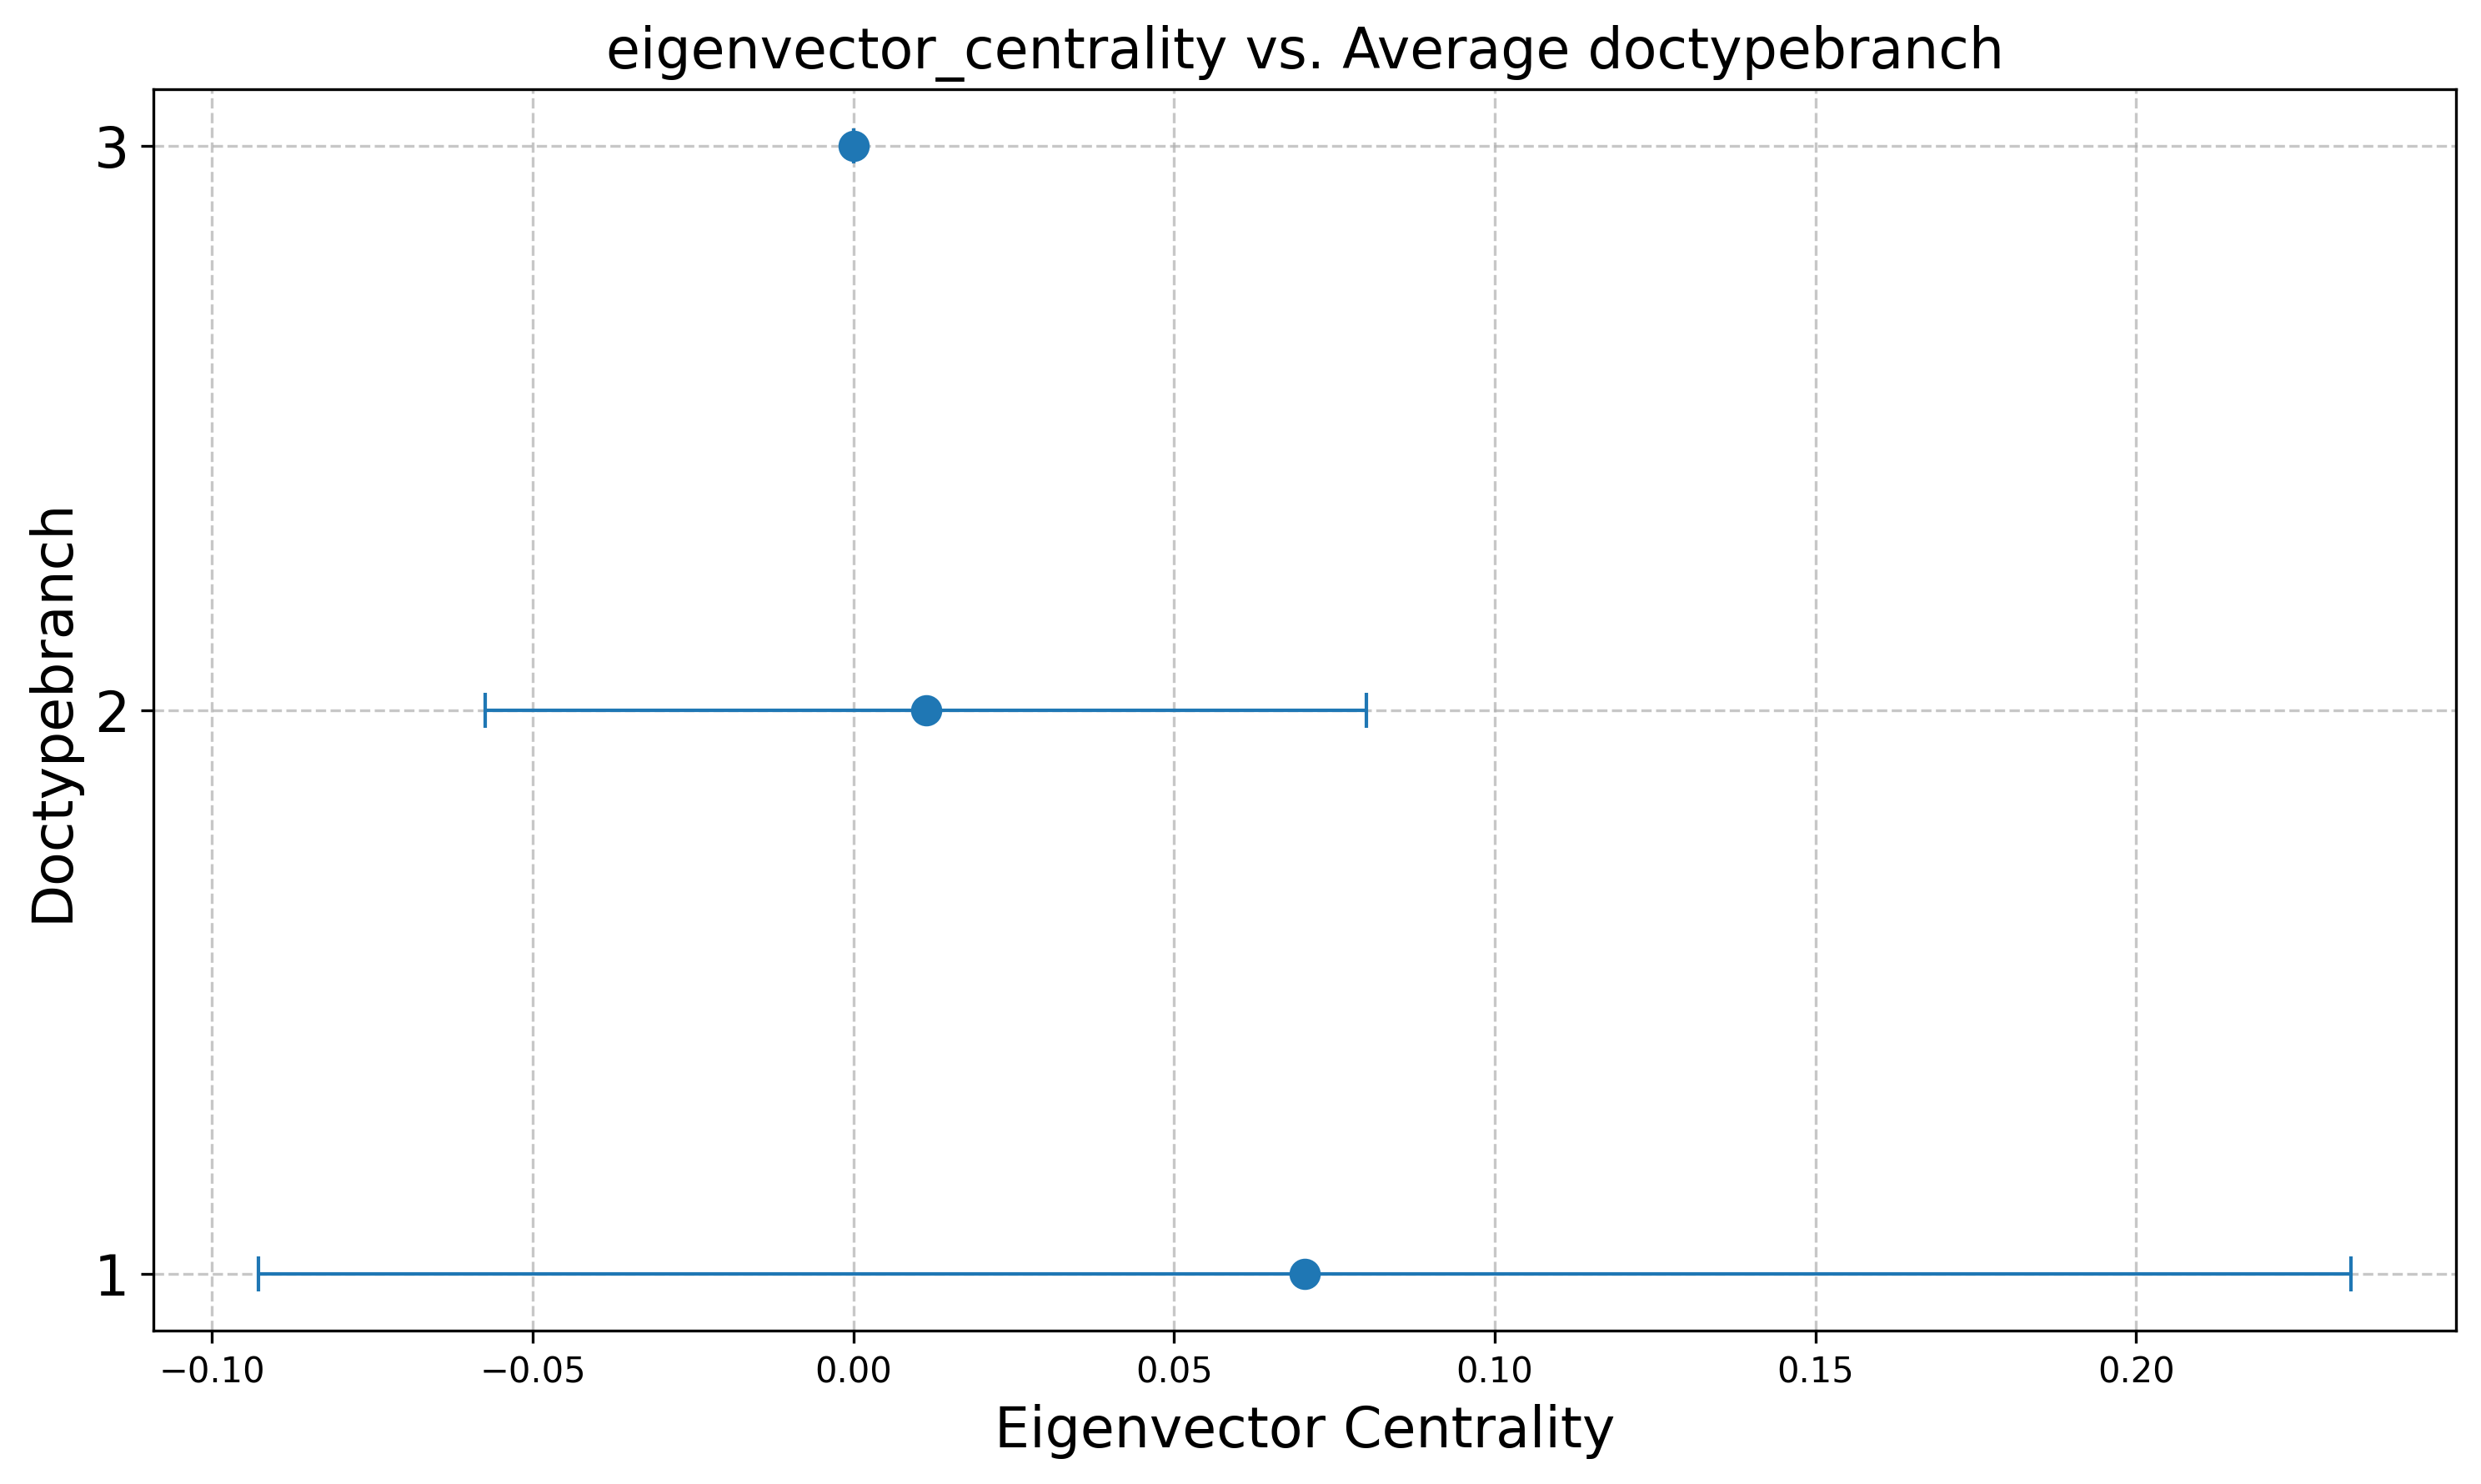 eigenvector_centrality vs. Average doctypebranch
Doctypebranch
3
2
1
−0.10 −0.05 0.00 0.05 0.10 0.15 0.20
Eigenvector Centrality